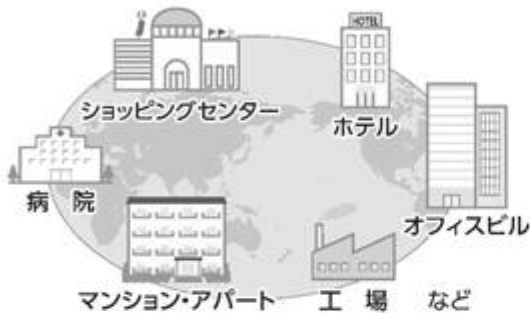 HOTEL
ショッピングセンター
ホテル
病 院
オフィスビル
マンション・アパート
工 場 など